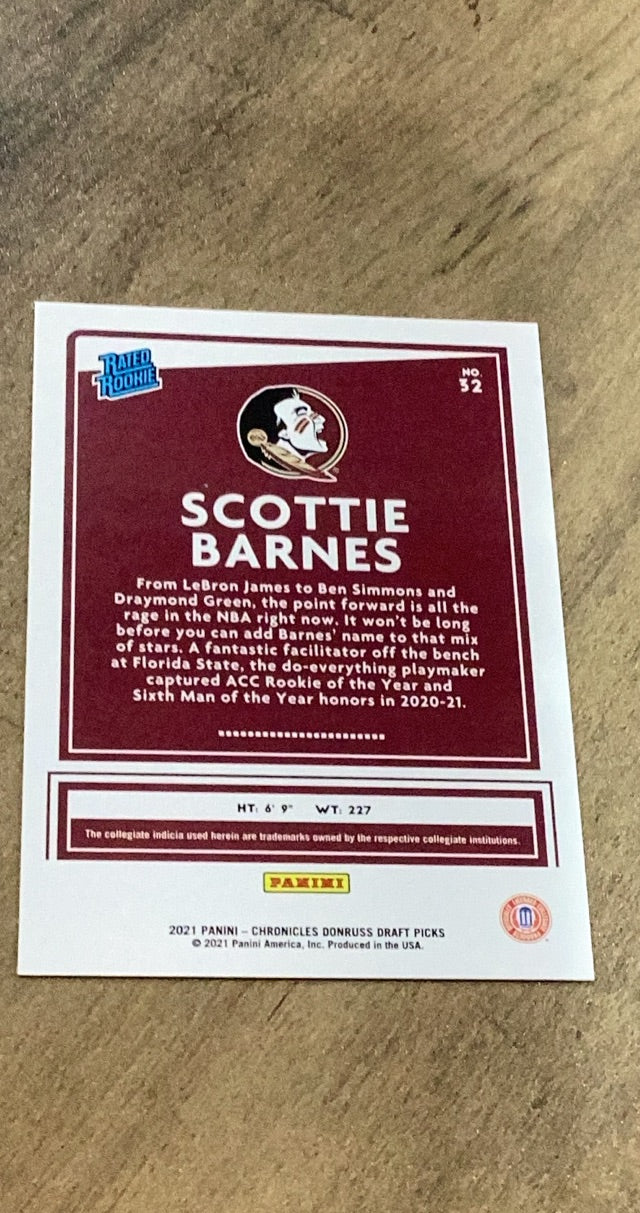 RATED
ROOKIE
NO.
32
SCOTTIE
BARNES
From LeBron James to Ben Simmons and
Draymond Green, the point forward is all the
rage in the NBA right now. It won't be long
before you can add Barnes' name to that mix
of stars. A fantastic facilitator off the bench
at Florida State, the do-everything playmaker
captured ACC Rookie of the Year and
Sixth Man of the Year honors in 2020-21.
HT: 6' 9" WT: 227
The collegiate indicia used herein are trademarks owned by the respective collegiate institutions.
PANINI
2021 PANINI – CHRONICLES DONRUSS DRAFT PICKS
© 2021 Panini America, Inc. Produced in the USA.